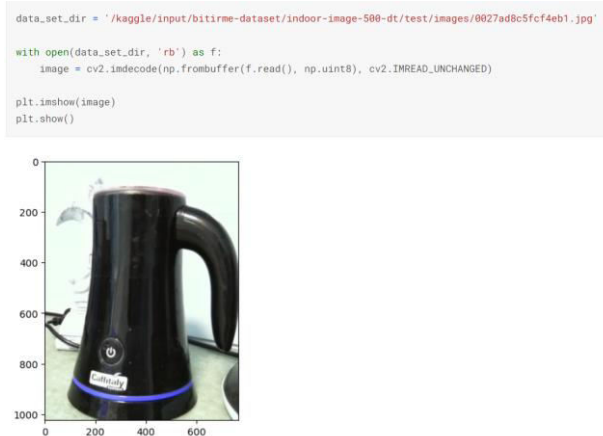 data_set_dir = '/kaggle/input/bitirme-dataset/indoor-image-500-dt/test/images/0027ad8c5fcf4eb1.jpg'
with open(data_set_dir, 'rb') as f:
    image = cv2.imdecode(np.frombuffer(f.read(), np.uint8), cv2.IMREAD_UNCHANGED)
plt.imshow(image)
plt.show()
0
200
400
600
800
1000
Caffitaly
0 200 400 600